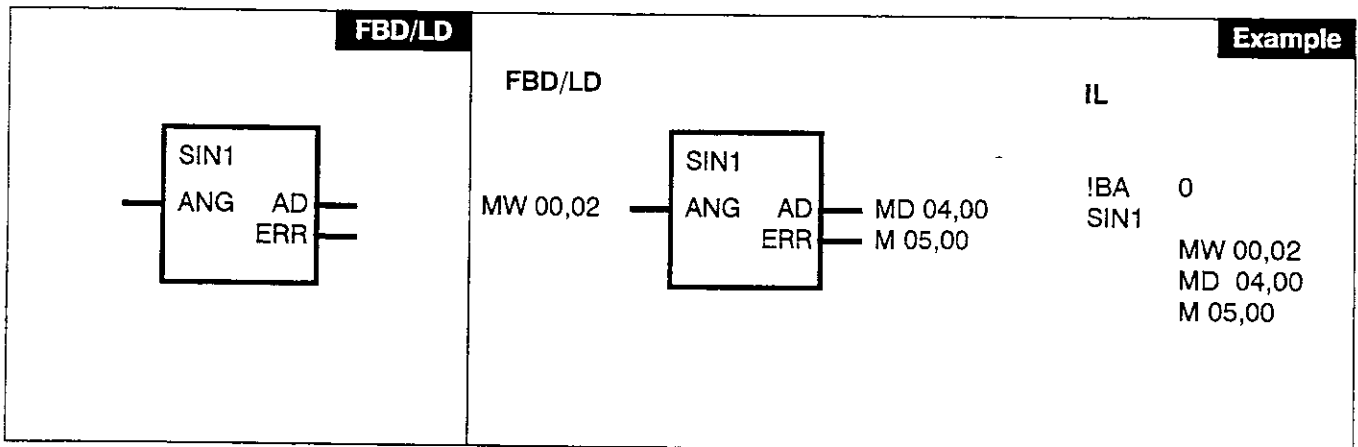 FBD/LD
SIN1
ANG AD
ERR
Example
FBD/LD
SIN1
MW 00,02 ANG AD MD 04,00
ERR M 05,00
IL
!BA 0
SIN1
MW 00,02
MD 04,00
M 05,00